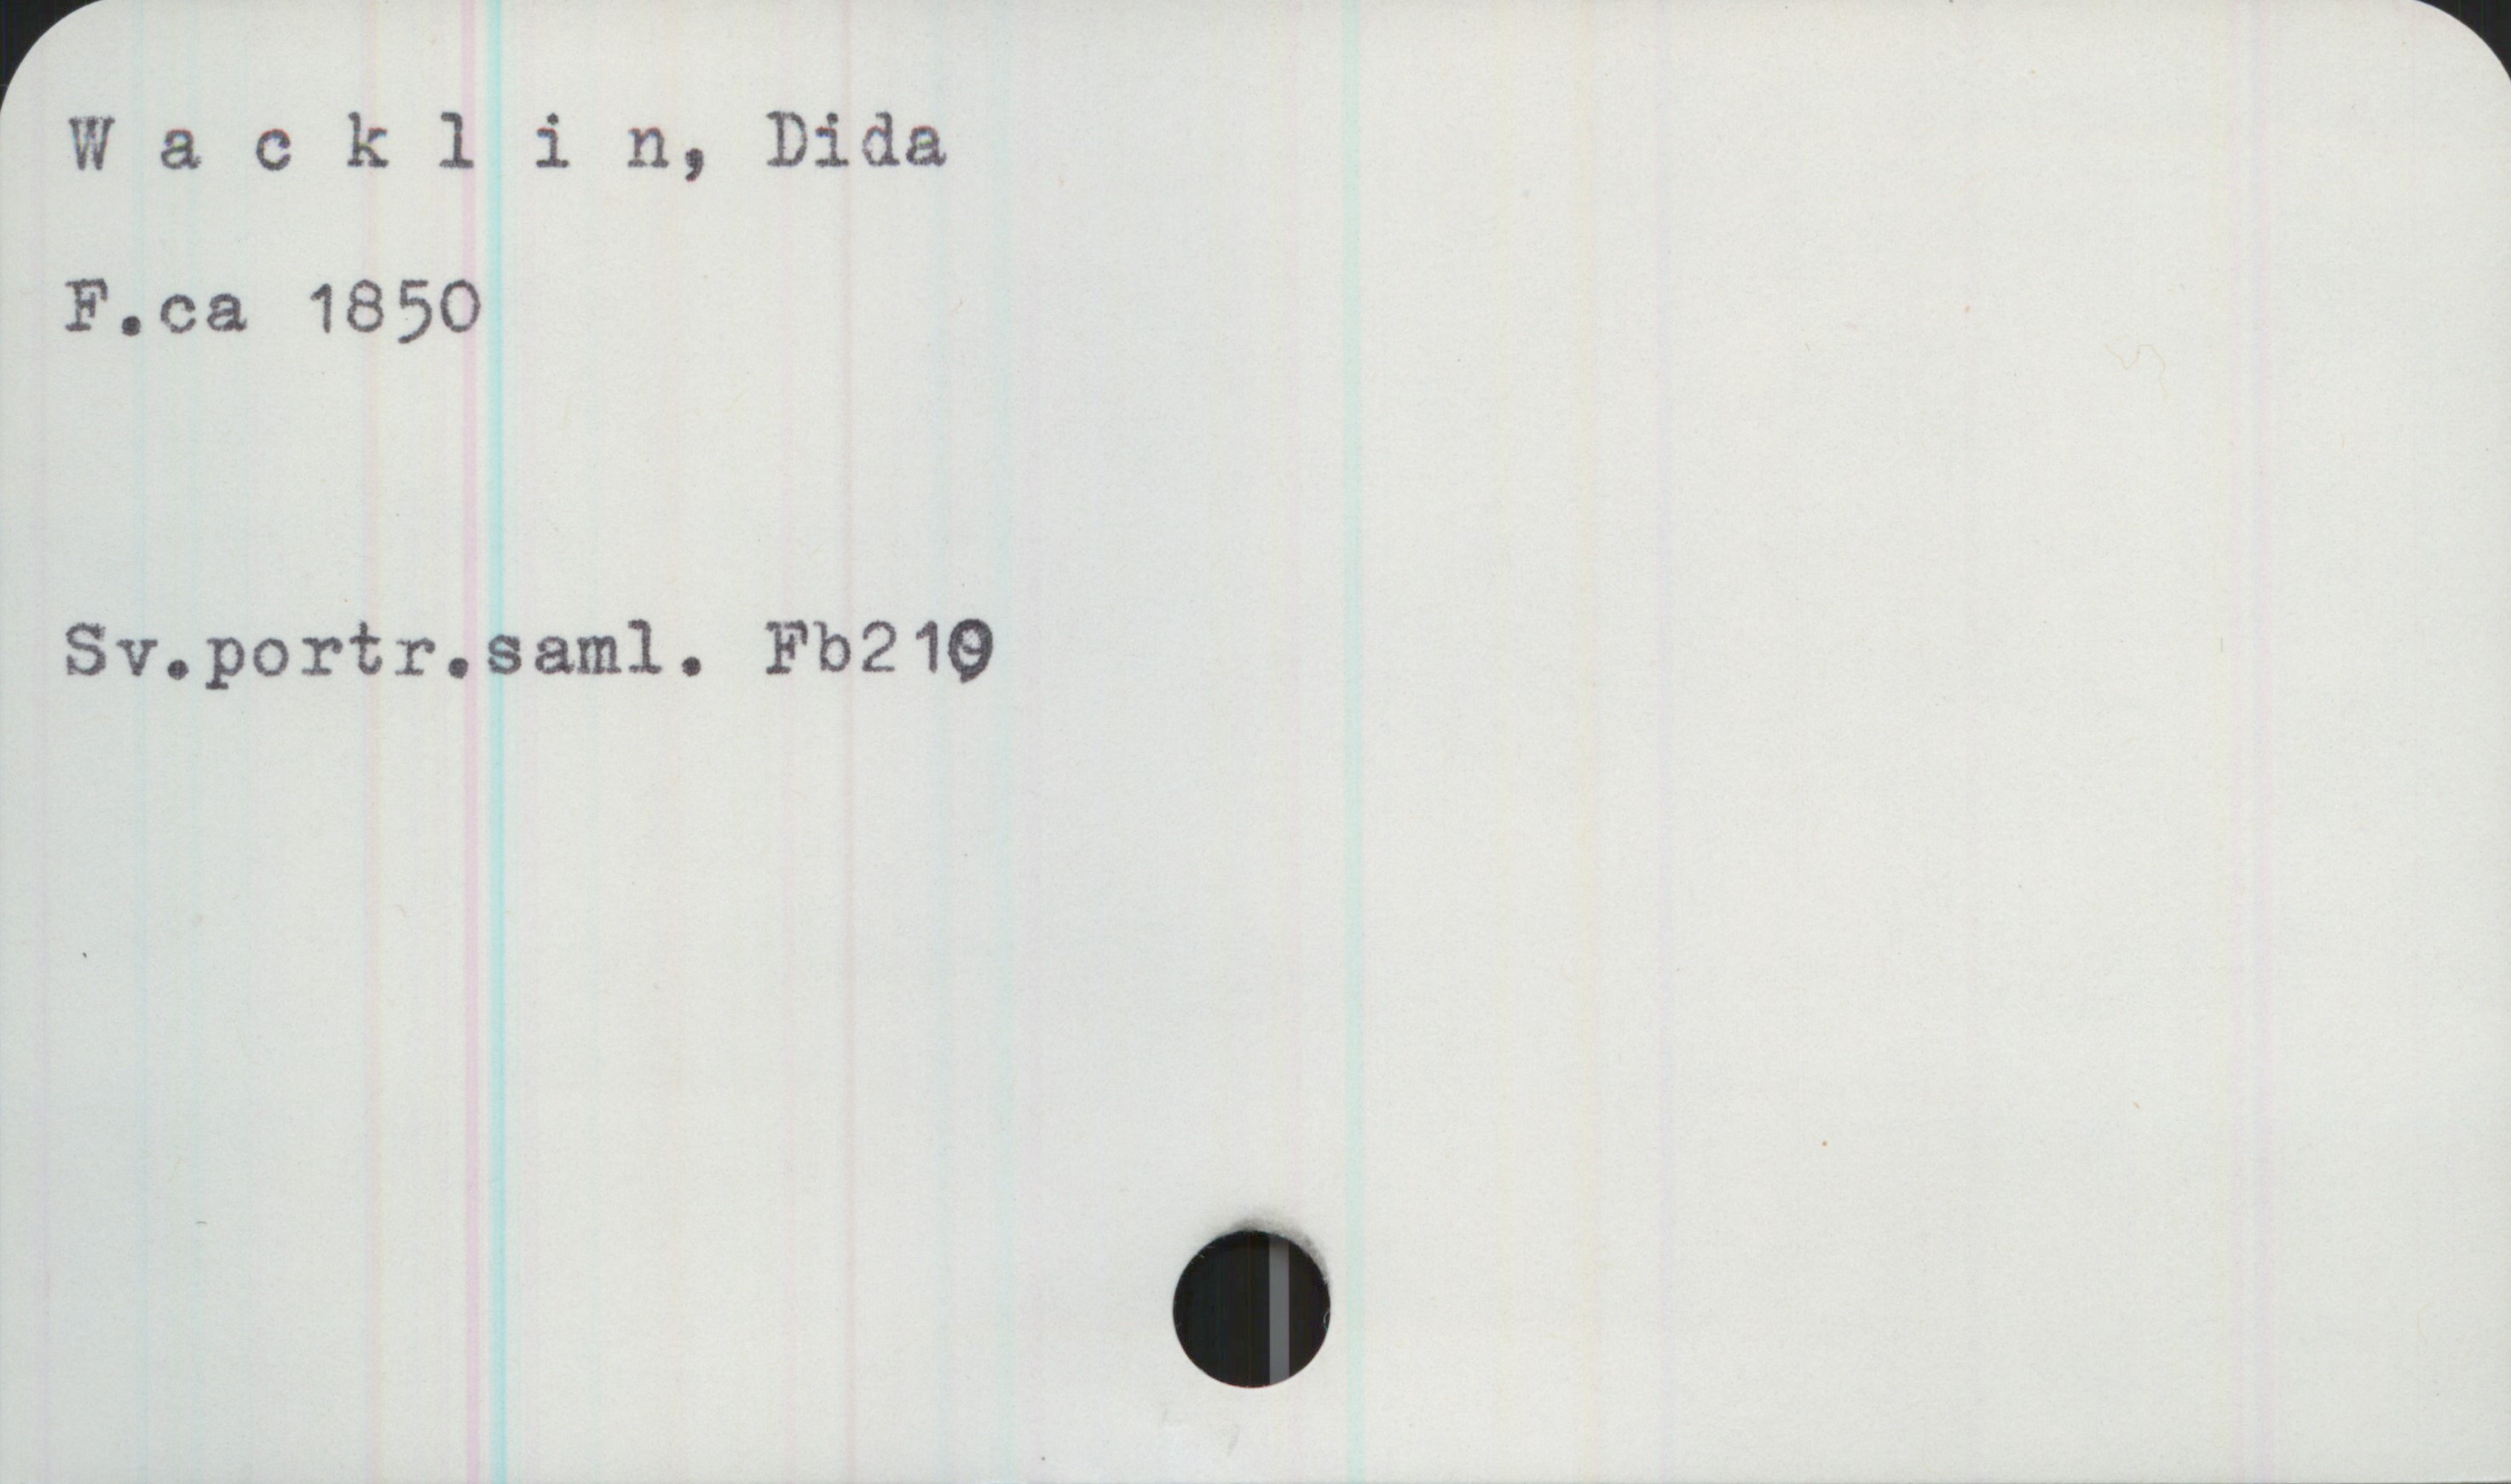 W a c k l i n, Dida
F.ca 1850
Sv.portr.saml. Fb219